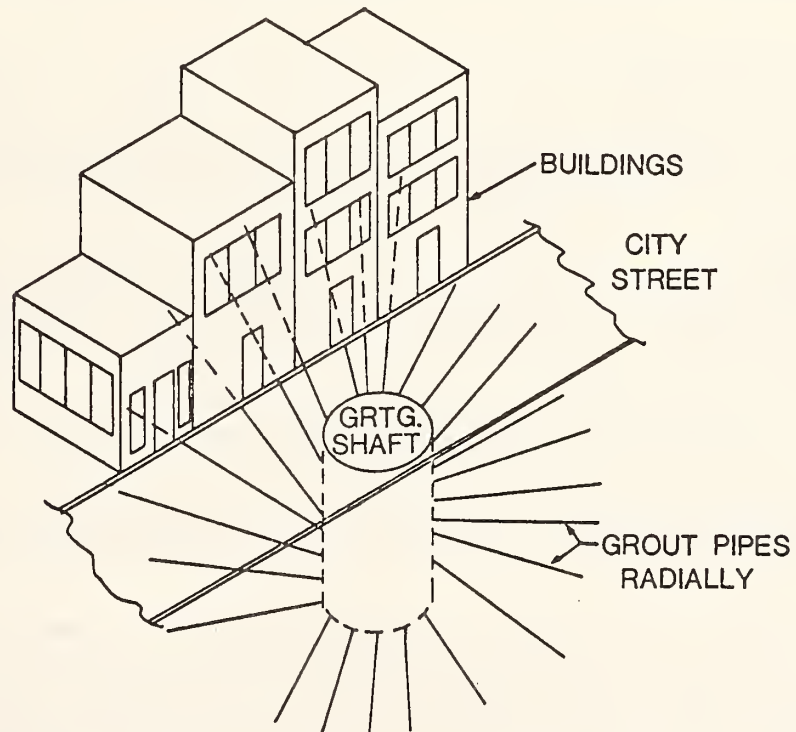 BUILDINGS
CITY
STREET
GRTG.
SHAFT
GROUT PIPES
RADIALLY